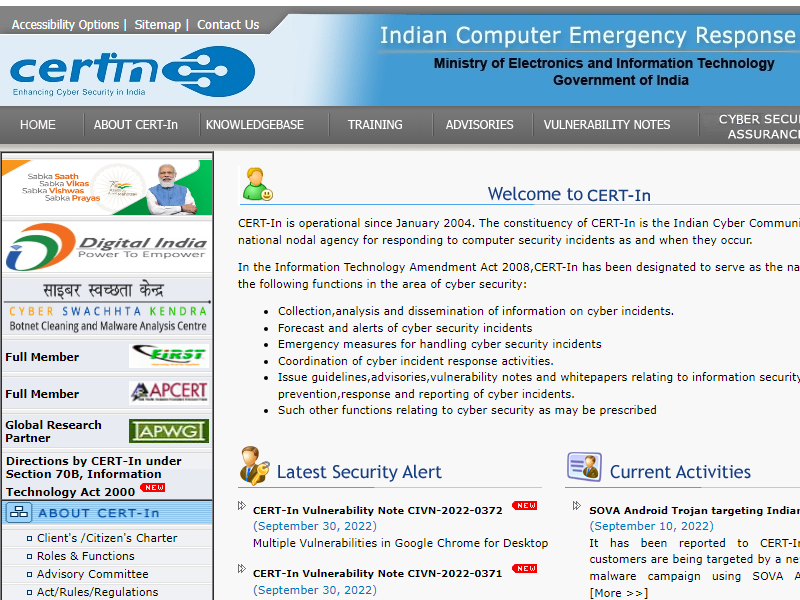 Accessibility Options | Sitemap | Contact Us
certin
Enhancing Cyber Security in India
Indian Computer Emergency Response
Ministry of Electronics and Information Technology
Government of India
HOME ABOUT CERT-In KNOWLEDGEBASE TRAINING ADVISORIES VULNERABILITY NOTES CYBER SECU
ASSURANC
Sabka Saath
Sabka Vikas
Sabka Vishwas
Sabka Prayas
Digital India
Power To Empower
साइबर स्वच्छता केन्द्र
CYBER SWACHHTA KENDRA
Botnet Cleaning and Malware Analysis Centre
Full Member FiRST
Full Member APCERT
Global Research
Partner
APWG
Directions by CERT-In under
Section 70B, Information
Technology Act 2000 NEW
ABOUT CERT-In
Client's /Citizen's Charter
Roles & Functions
Advisory Committee
Act/Rules/Regulations
Welcome to CERT-In
CERT-In is operational since January 2004. The constituency of CERT-In is the Indian Cyber Communi
national nodal agency for responding to computer security incidents as and when they occur.
In the Information Technology Amendment Act 2008,CERT-In has been designated to serve as the na
the following functions in the area of cyber security:
Collection,analysis and dissemination of information on cyber incidents.
Forecast and alerts of cyber security incidents
Emergency measures for handling cyber security incidents
Coordination of cyber incident response activities.
Issue guidelines,advisories,vulnerability notes and whitepapers relating to information security
prevention,response and reporting of cyber incidents.
Such other functions relating to cyber security as may be prescribed
Latest Security Alert
CERT-In Vulnerability Note CIVN-2022-0372 NEW
(September 30, 2022)
Multiple Vulnerabilities in Google Chrome for Desktop
CERT-In Vulnerability Note CIVN-2022-0371 NEW
(September 30, 2022)
Current Activities
SOVA Android Trojan targeting Indian
(September 10, 2022)
It has been reported to CERT-In
customers are being targeted by a new
malware campaign using SOVA A
[More >>]